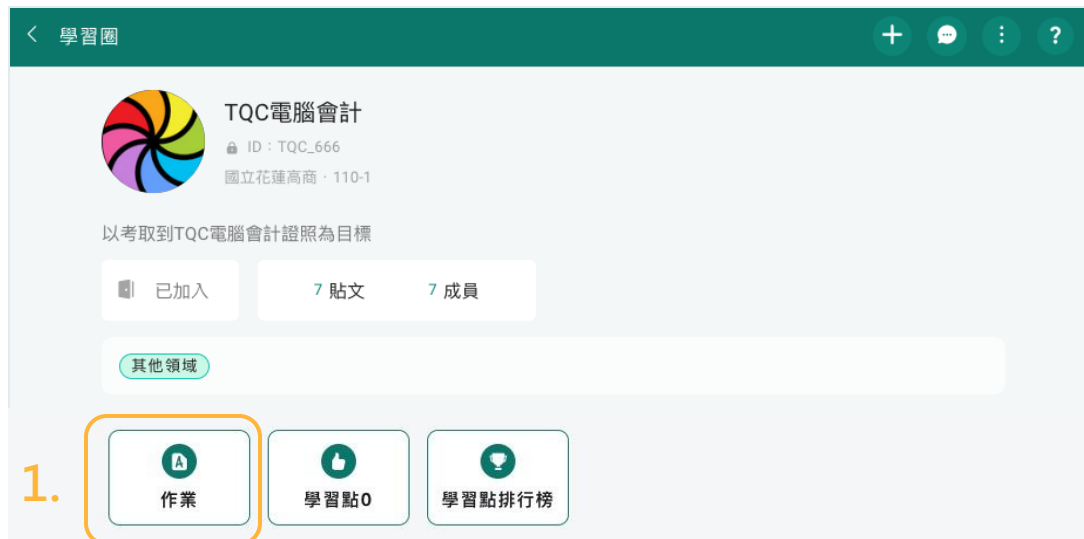 學習圈
?
TQC電腦會計
ID：TQC_666
國立花蓮高商 · 110-1
以考取到TQC電腦會計證照為目標
已加入
7 貼文
7 成員
其他領域
1.
A
作業
學習點0
學習點排行榜